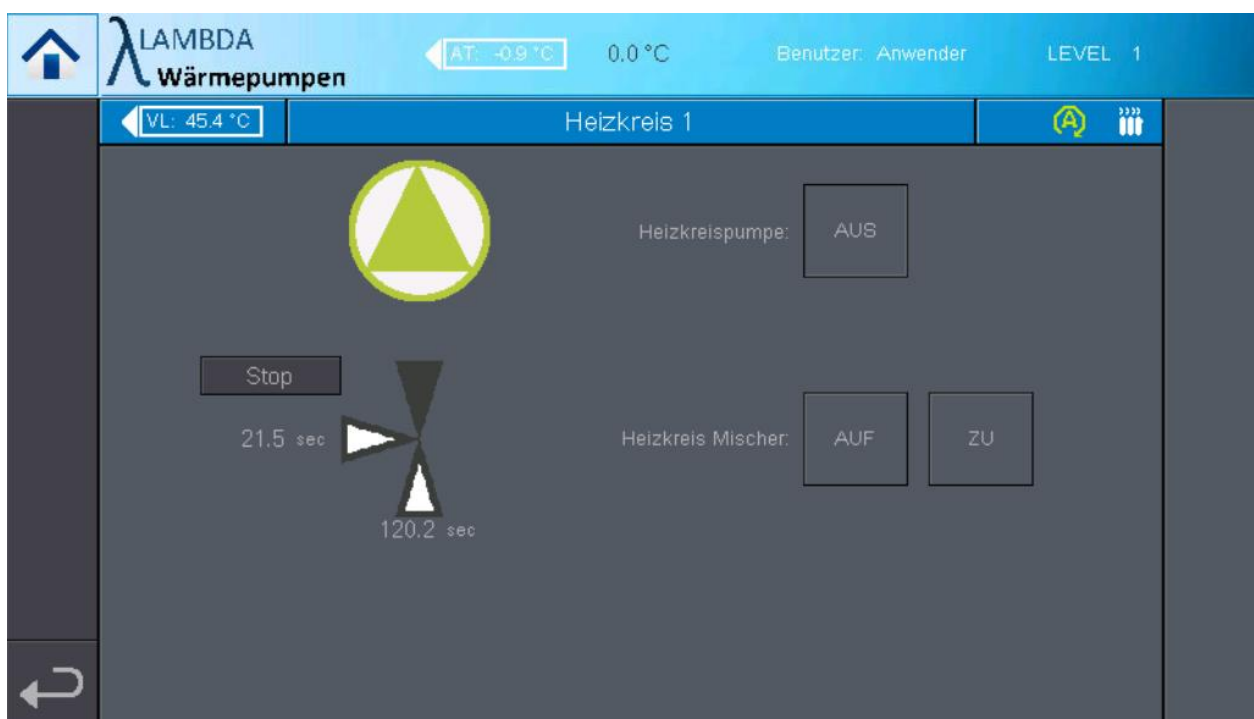 λ LAMBDA
Wärmepumpen
AT: -0.9 °C
0.0 °C
Benutzer: Anwender
LEVEL 1
VL: 45.4 °C
Heizkreis 1
A
Heizkreispumpe:
AUS
Stop
21.5 sec
Heizkreis Mischer:
AUF
ZU
120.2 sec